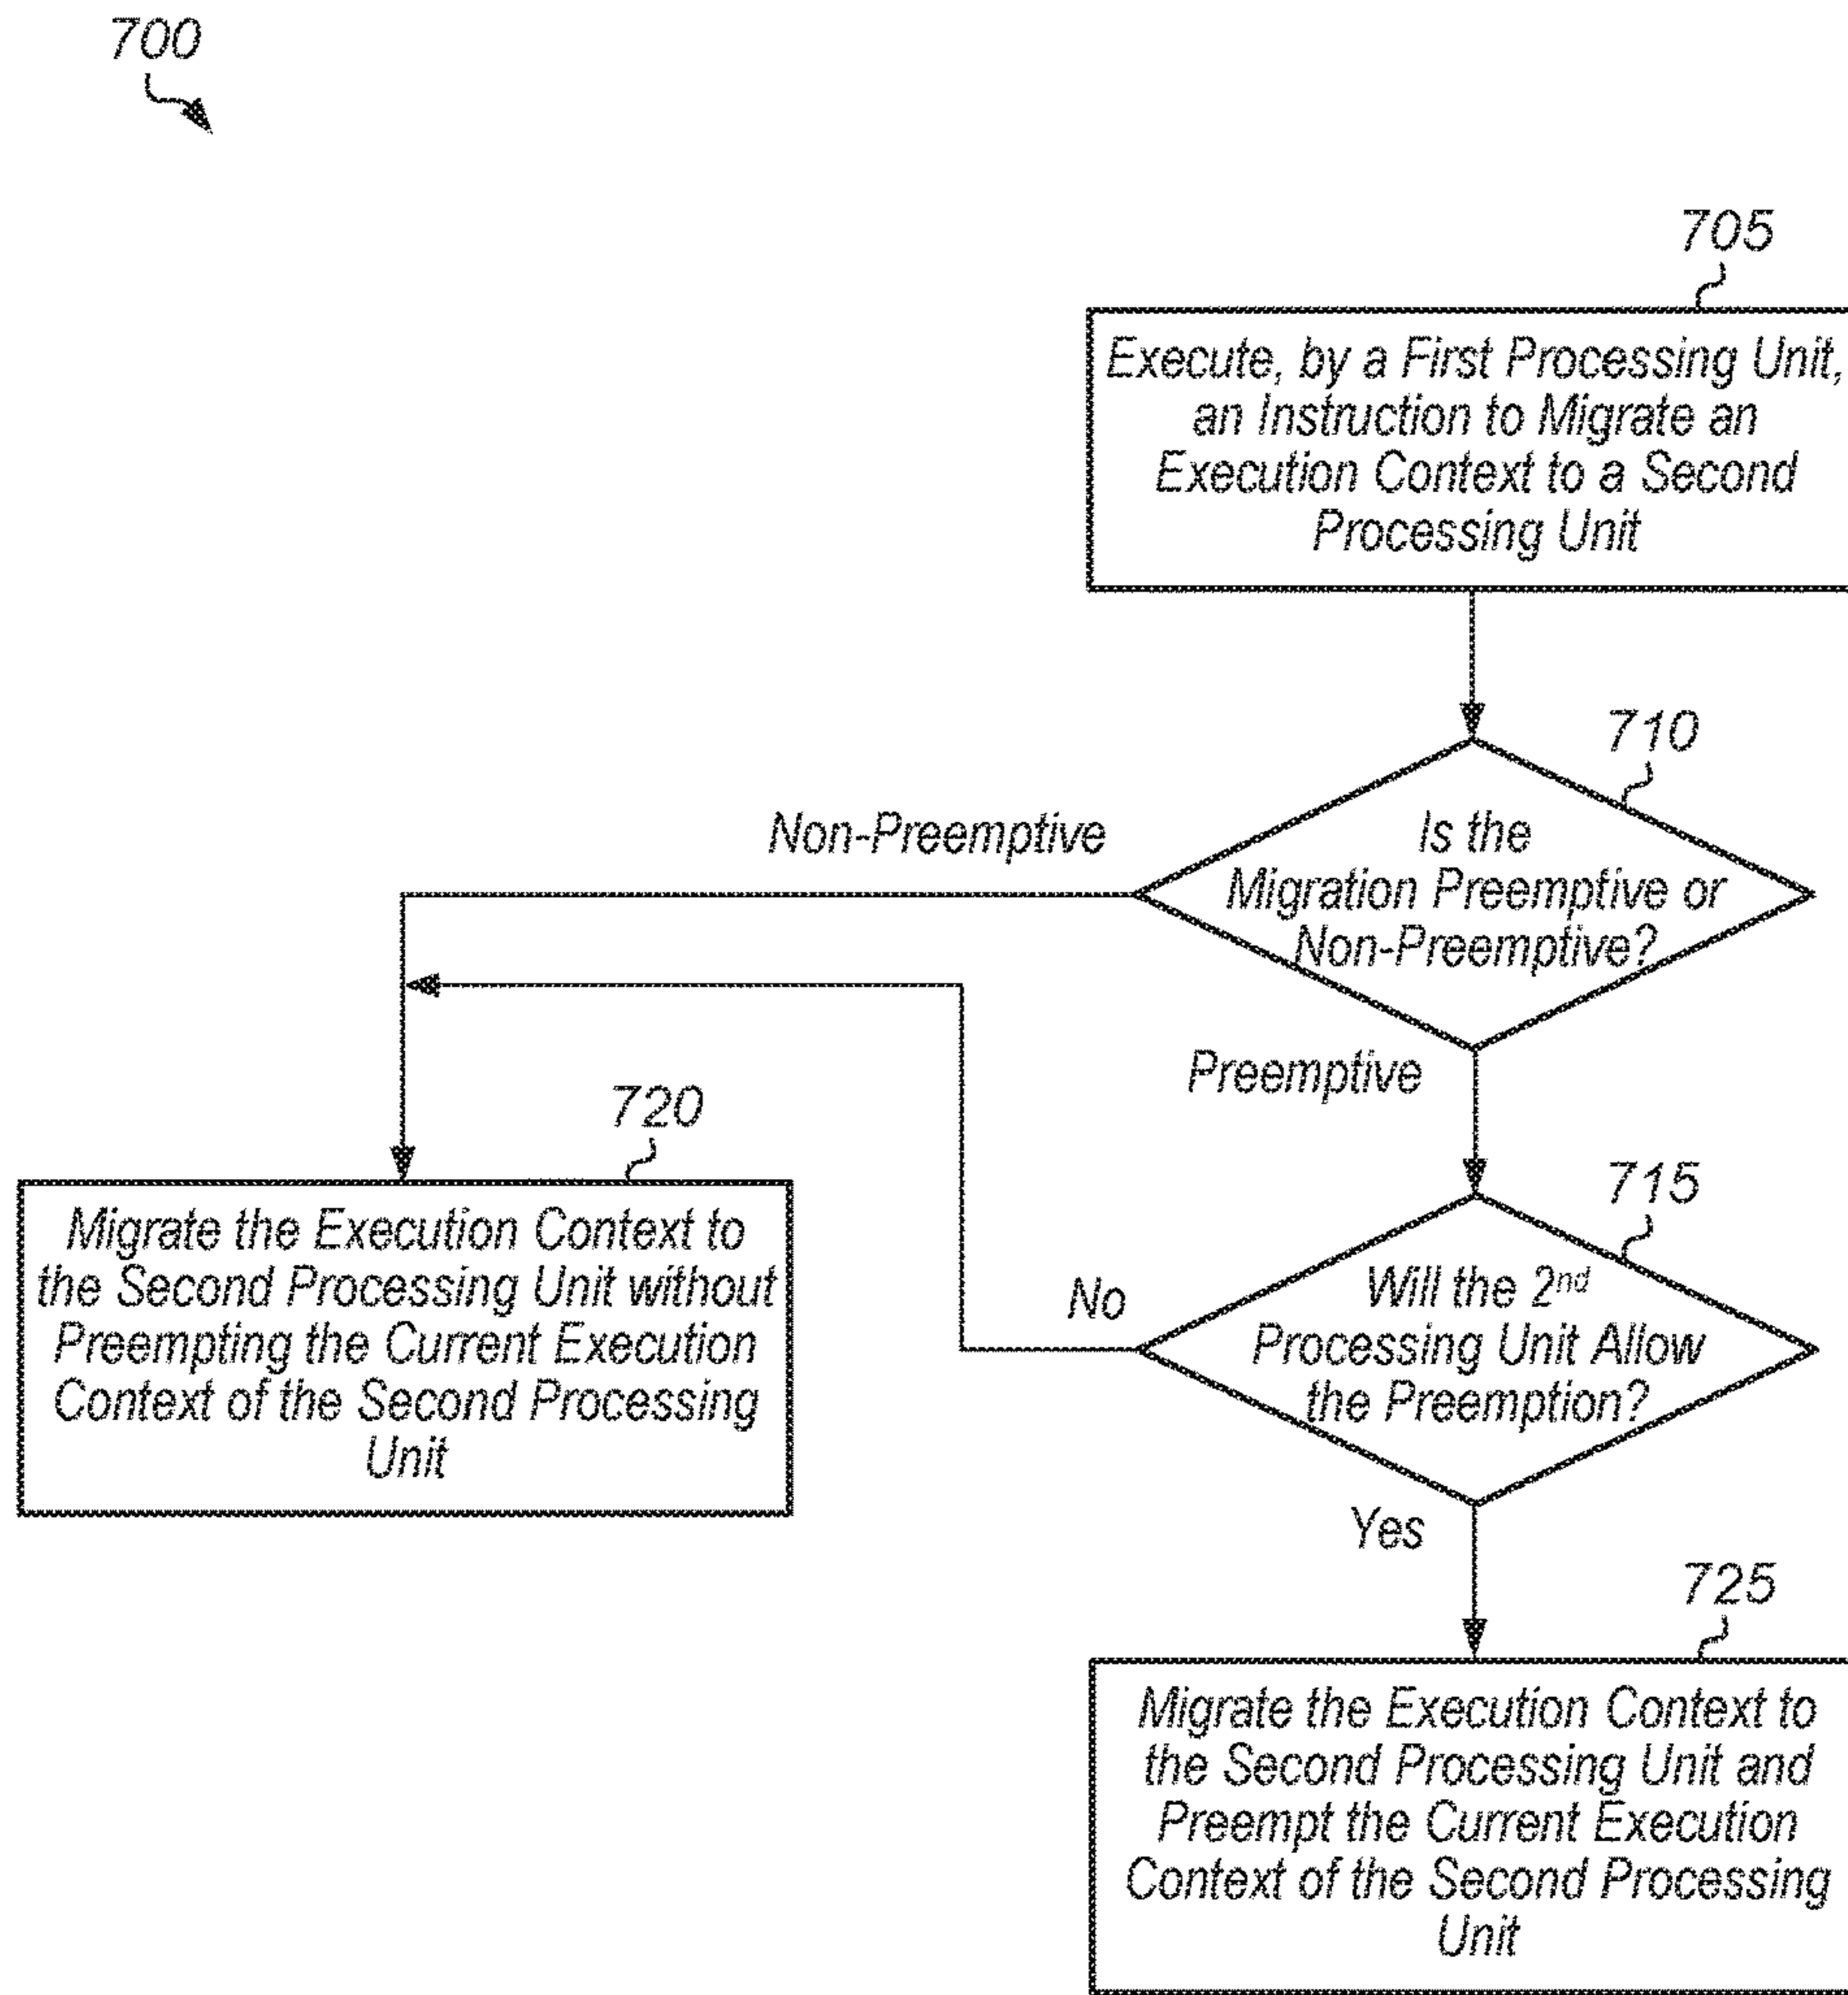 700
705
Execute, by a First Processing Unit,
an Instruction to Migrate an
Execution Context to a Second
Processing Unit
710
Is the
Migration Preemptive or
Non-Preemptive?
Non-Preemptive
Preemptive
715
Will the 2nd
Processing Unit Allow
the Preemption?
No
Yes
720
Migrate the Execution Context to
the Second Processing Unit without
Preempting the Current Execution
Context of the Second Processing
Unit
725
Migrate the Execution Context to
the Second Processing Unit and
Preempt the Current Execution
Context of the Second Processing
Unit